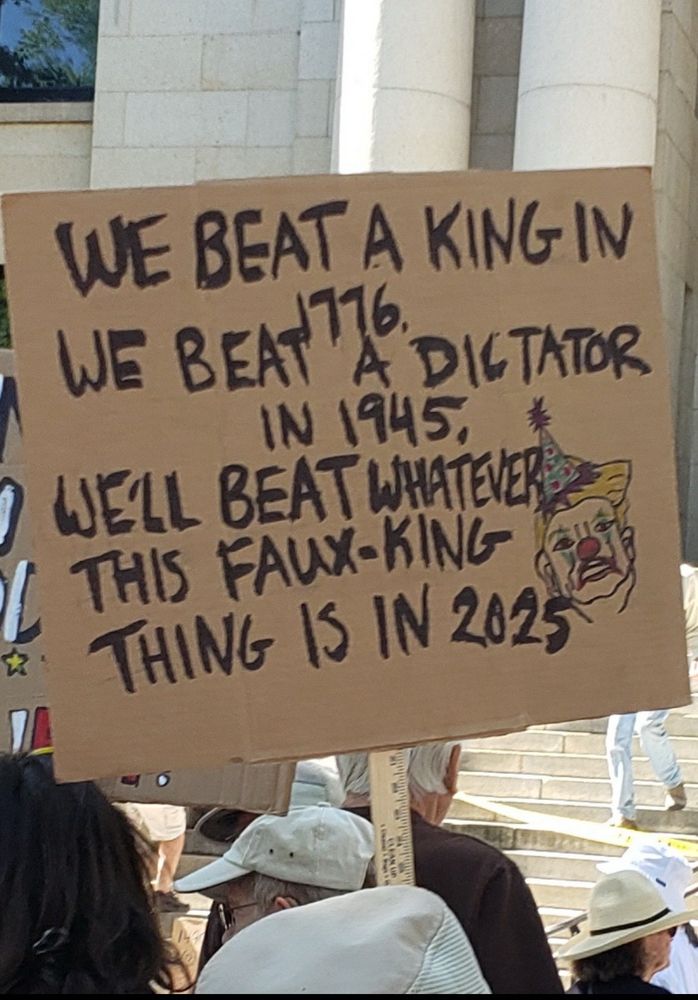 WE BEAT A KING IN
1776.
WE BEAT A DICTATOR
IN 1945.
WE'LL BEAT WHATEVER
THIS FAUX-KING
THING IS IN 2025